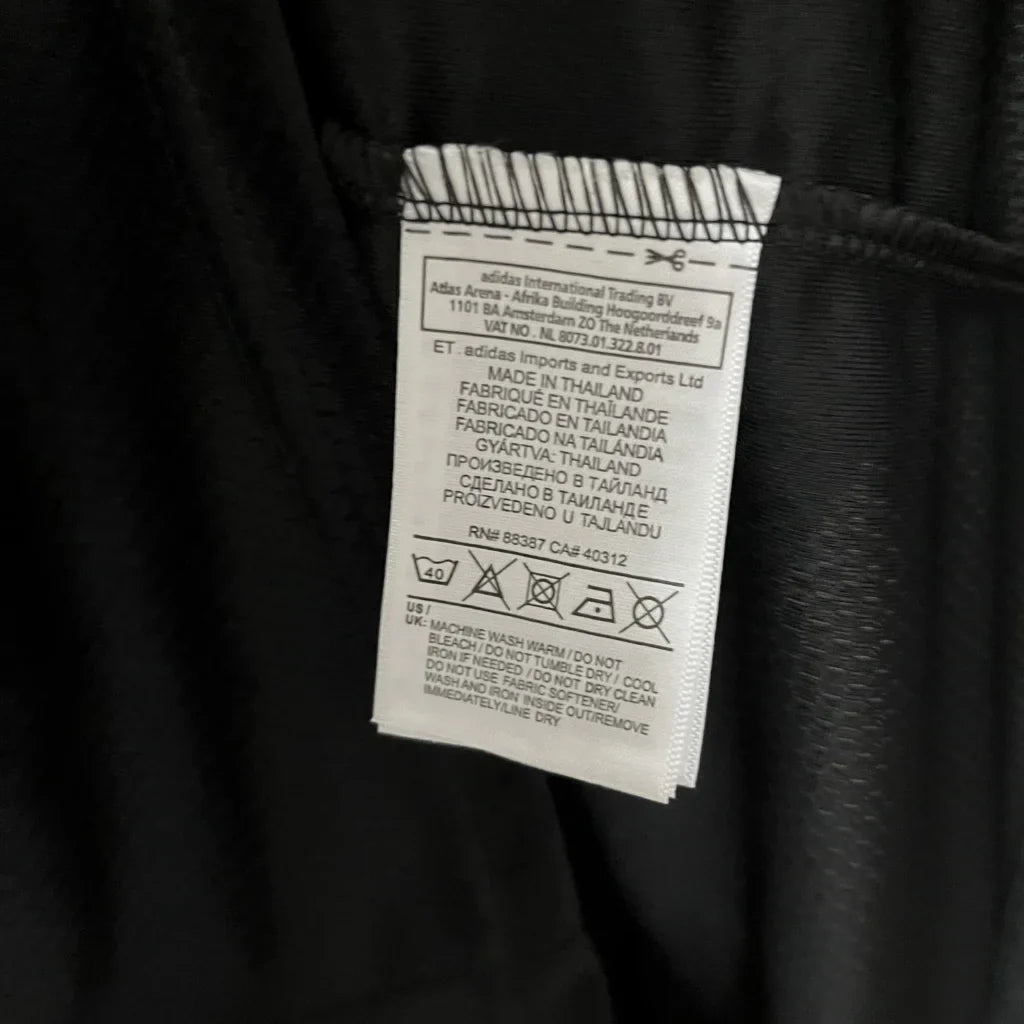 adidas International Trading BV
Atlas Arena - Afrika Building Hoogoorddreef 9a
1101 BA Amsterdam ZO The Netherlands
VAT NO . NL 8073.01.322.8.01
ET . adidas Imports and Exports Ltd
MADE IN THAILAND
FABRIQUÉ EN THAÏLANDE
FABRICADO EN TAILANDIA
FABRICADO NA TAILÂNDIA
GYÁRTVA: THAILAND
ПРОИЗВЕДЕНО В ТАЙЛАНД
СДЕЛАНО В ТАИЛАНДЕ
PROIZVEDENO U TAJLANDU
RN# 88387 CA# 40312
40
US /
UK: MACHINE WASH WARM / DO NOT
BLEACH / DO NOT TUMBLE DRY / COOL
IRON IF NEEDED / DO NOT DRY CLEAN
DO NOT USE FABRIC SOFTENER/
WASH AND IRON INSIDE OUT/REMOVE
IMMEDIATELY/LINE DRY